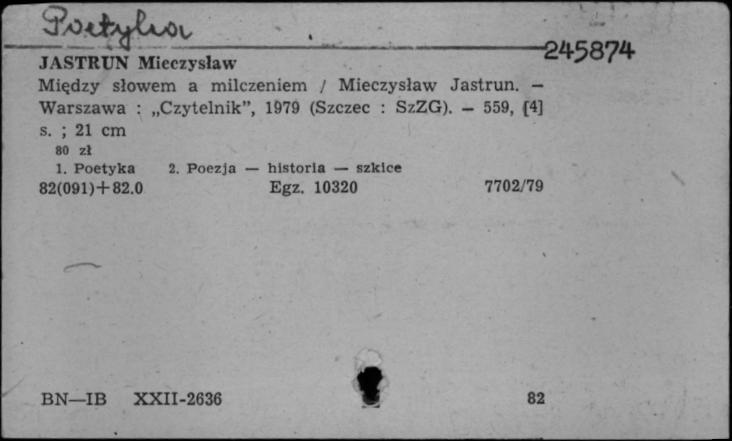 Poetyka
245874
JASTRUN Mieczysław
Między słowem a milczeniem / Mieczysław Jastrun. —
Warszawa : „Czytelnik”, 1979 (Szczec : SzZG). — 559, [4]
s. ; 21 cm
80 zł
1. Poetyka 2. Poezja — historia — szkice
82(091)+82.0 Egz. 10320 7702/79
BN—IB XXII-2636 82